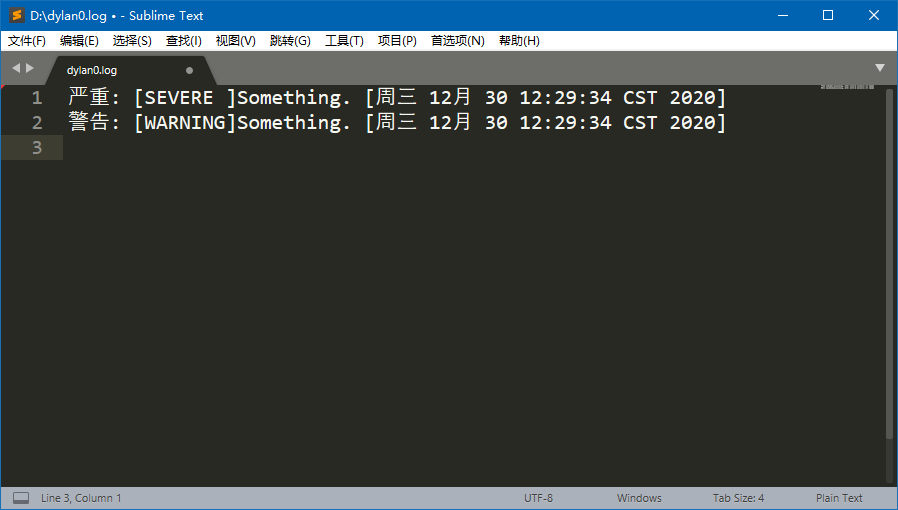 D:\dylan0.log • - Sublime Text
文件(F) 编辑(E) 选择(S) 查找(I) 视图(V) 跳转(G) 工具(T) 项目(P) 首选项(N) 帮助(H)
dylan0.log
1 严重: [SEVERE ]Something. [周三 12月 30 12:29:34 CST 2020]
2 警告: [WARNING]Something. [周三 12月 30 12:29:34 CST 2020]
3
Line 3, Column 1 UTF-8 Windows Tab Size: 4 Plain Text